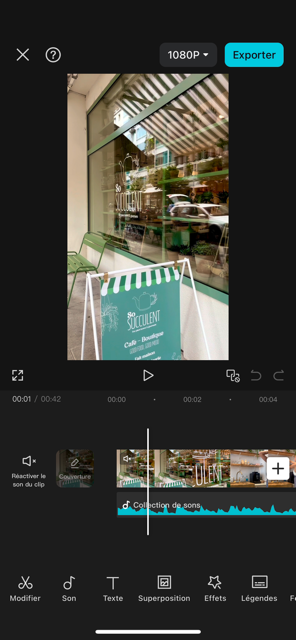 1080P
Exporter
So
SUCCULENT
So
SUCCULENT
Café - Boutique
00:01 / 00:42
00:00
00:02
00:04
Réactiver le
son du clip
Couverture
ULENT
Collection de sons
Modifier
Son
Texte
Superposition
Effets
Légendes